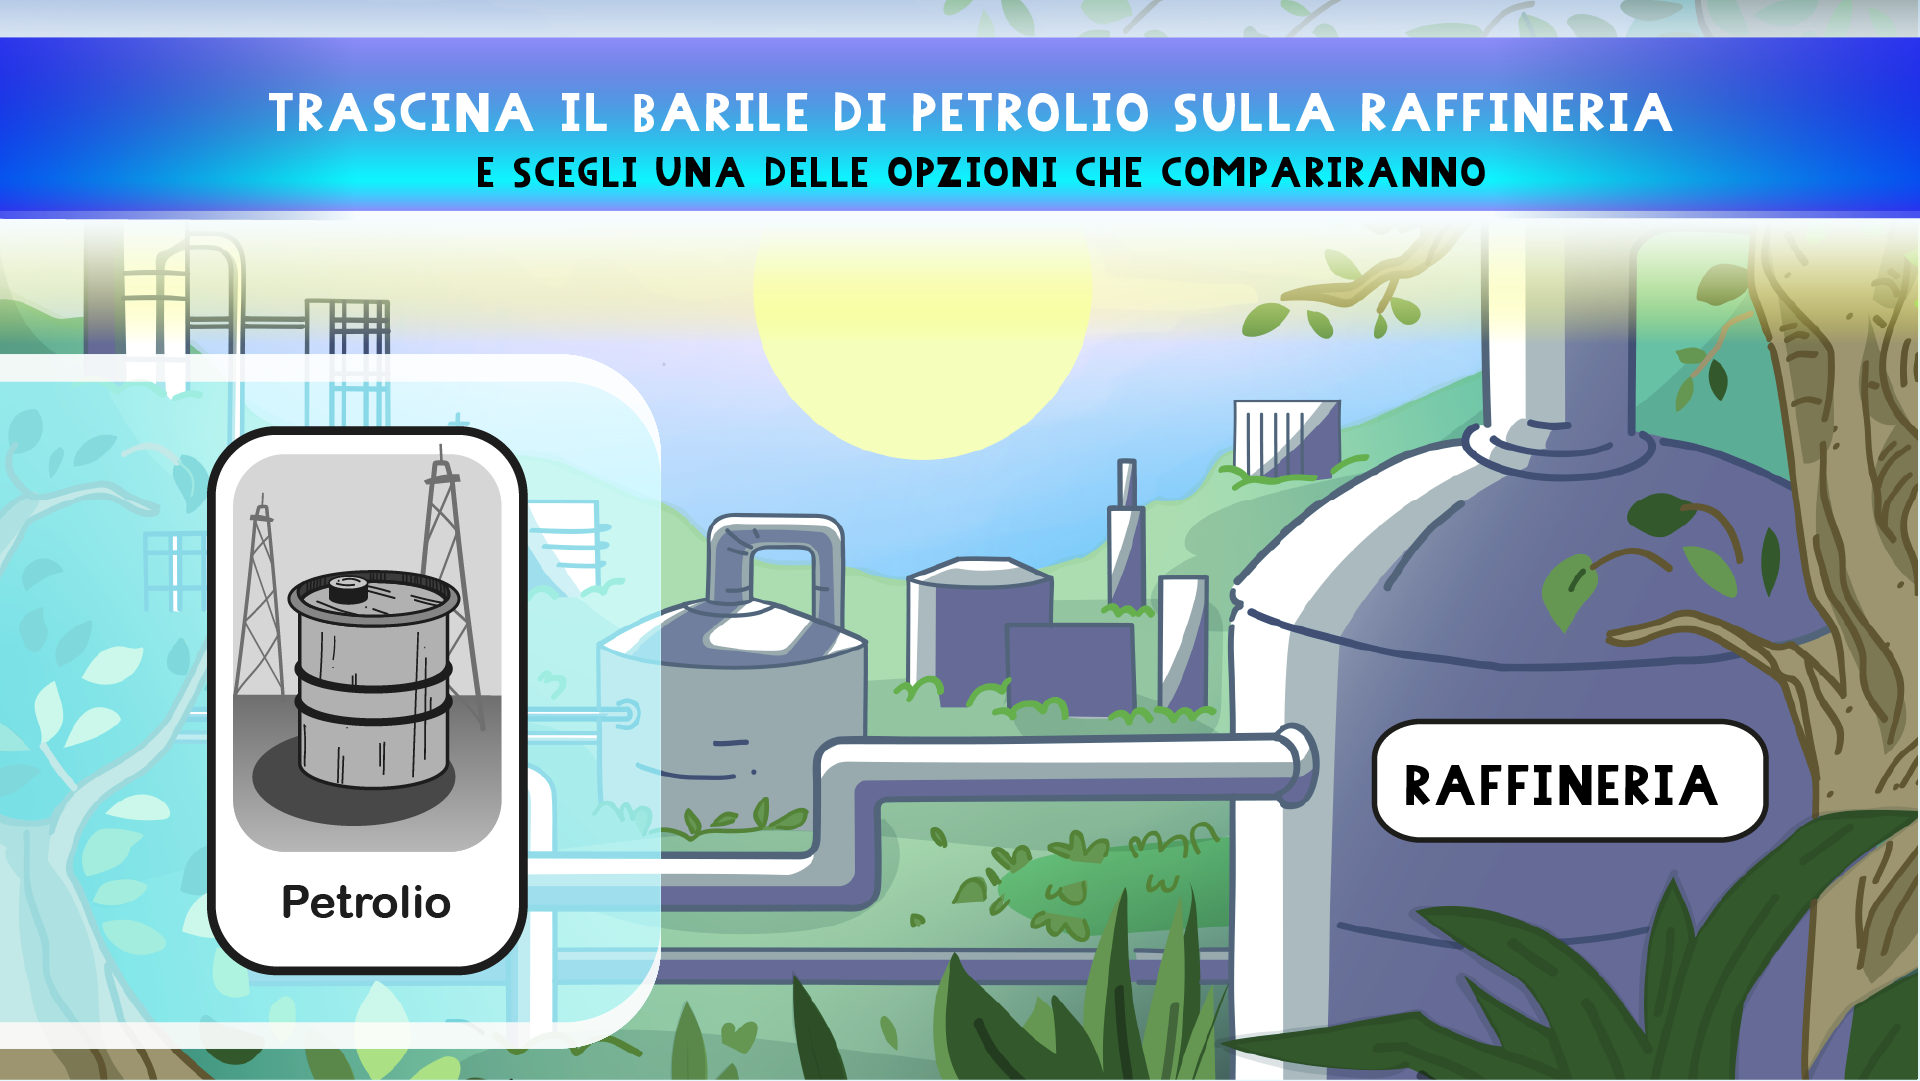 TRASCINA IL BARILE DI PETROLIO SULLA RAFFINERIA
E SCEGLI UNA DELLE OPZIONI CHE COMPARIRANNO
RAFFINERIA
Petrolio